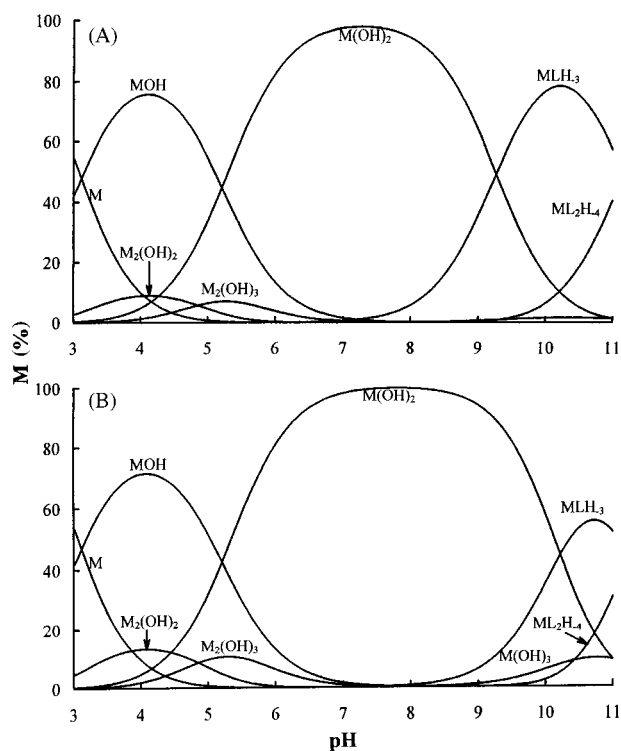 (A)
100
80
60
40
20
0
M(OH)₂
MOH
MLH₋₃
M
ML₂H₋₄
M₂(OH)₂
M₂(OH)₃
3 4 5 6 7 8 9 10 11
M (%)
(B)
100
80
60
40
20
0
M(OH)₂
MOH
MLH₋₃
M
M₂(OH)₂
ML₂H₋₄
M₂(OH)₃
M(OH)₃
3 4 5 6 7 8 9 10 11
pH